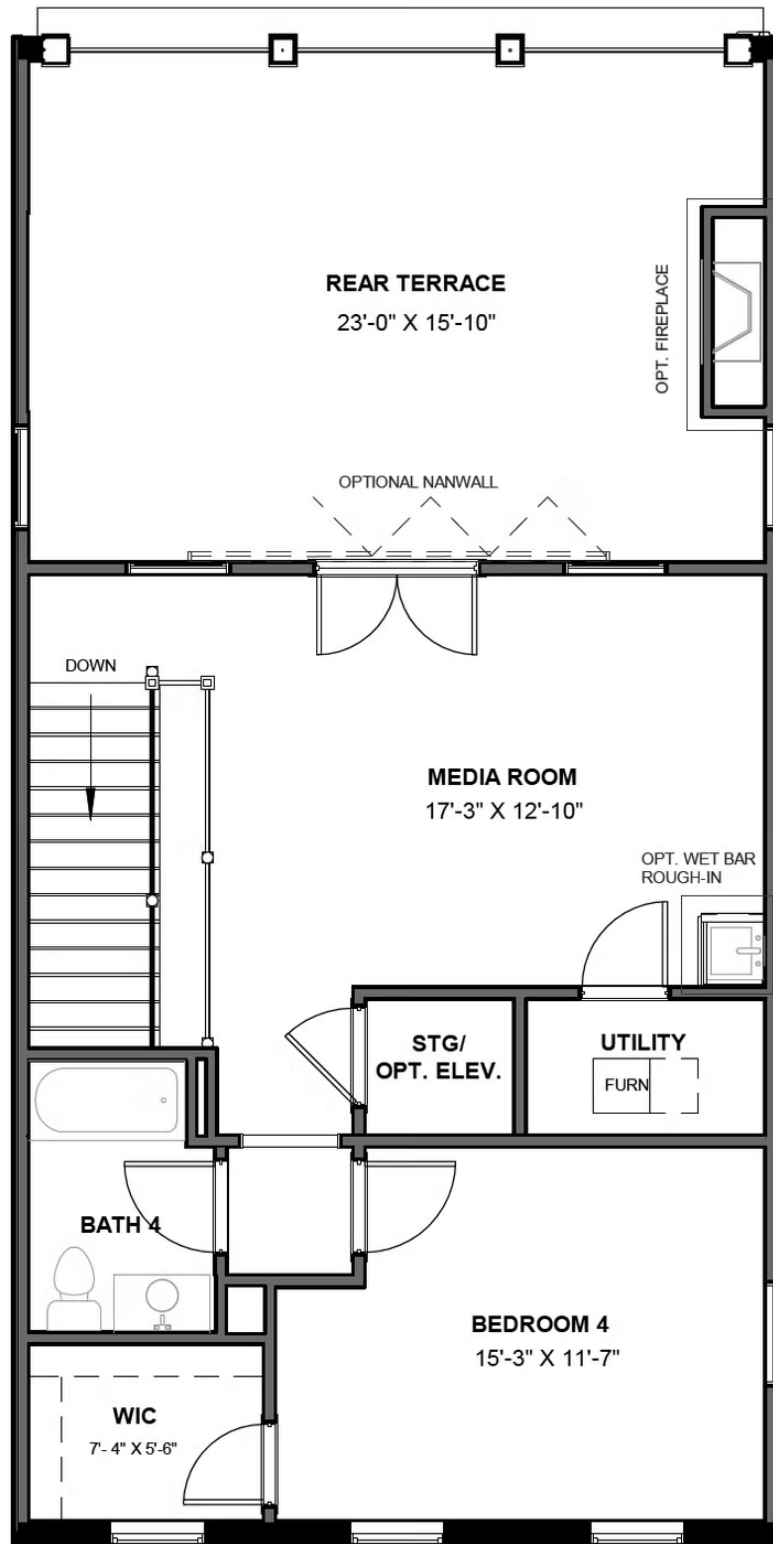 REAR TERRACE
23'-0" X 15'-10"
OPT. FIREPLACE
OPTIONAL NANWALL
DOWN
MEDIA ROOM
17'-3" X 12'-10"
OPT. WET BAR
ROUGH-IN
STG/
OPT. ELEV.
UTILITY
FURN
BATH 4
BEDROOM 4
15'-3" X 11'-7"
WIC
7'- 4" X 5'-6"